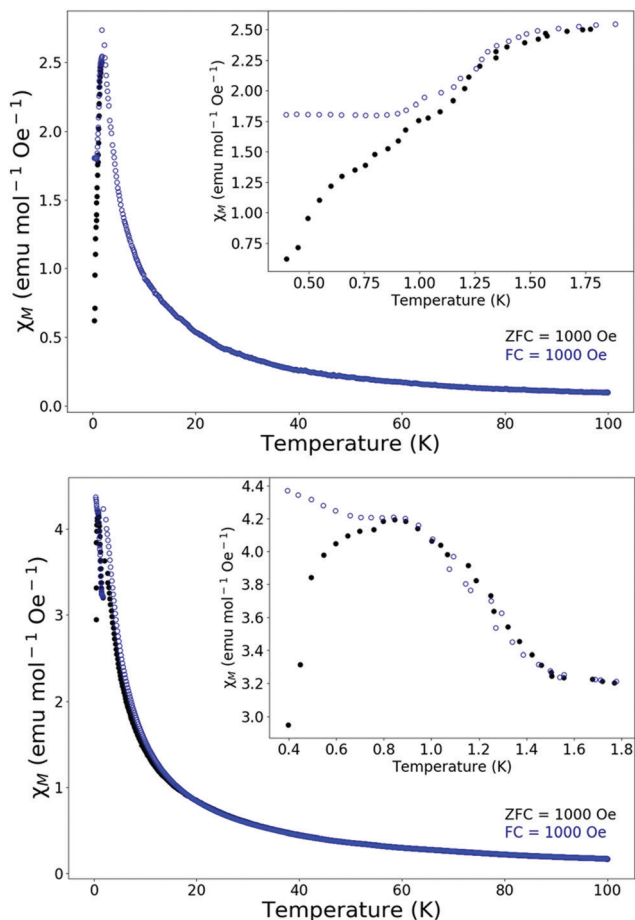 2.5
2.0
1.5
1.0
0.5
0.0
χM (emu mol−1 Oe−1)
0 20 40 60 80 100
Temperature (K)
2.50
2.25
2.00
1.75
1.50
1.25
1.00
0.75
χM (emu mol−1 Oe−1)
0.50 0.75 1.00 1.25 1.50 1.75
Temperature (K)
ZFC = 1000 Oe
FC = 1000 Oe
4
3
2
1
0
χM (emu mol−1 Oe−1)
0 20 40 60 80 100
Temperature (K)
4.4
4.2
4.0
3.8
3.6
3.4
3.2
3.0
χM (emu mol−1 Oe−1)
0.4 0.6 0.8 1.0 1.2 1.4 1.6 1.8
Temperature (K)
ZFC = 1000 Oe
FC = 1000 Oe